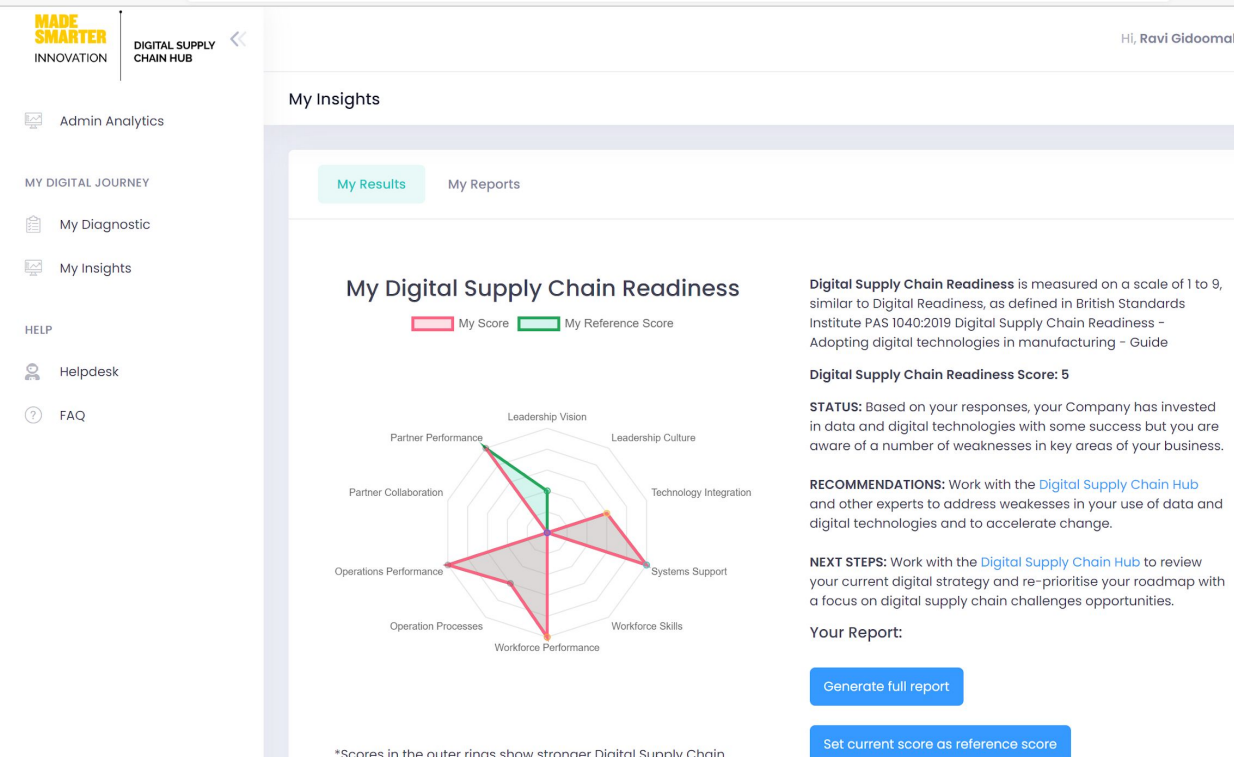 MADE
SMARTER
INNOVATION
DIGITAL SUPPLY
CHAIN HUB
Hi, Ravi Gidoomal
Admin Analytics
MY DIGITAL JOURNEY
My Diagnostic
My Insights
HELP
Helpdesk
FAQ
My Insights
My Results
My Reports
My Digital Supply Chain Readiness
My Score
My Reference Score
Leadership Vision
Leadership Culture
Technology Integration
Systems Support
Workforce Skills
Workforce Performance
Operation Processes
Operations Performance
Partner Collaboration
Partner Performance
*Scores in the outer rings show stronger Digital Supply Chain
Digital Supply Chain Readiness is measured on a scale of 1 to 9,
similar to Digital Readiness, as defined in British Standards
Institute PAS 1040:2019 Digital Supply Chain Readiness -
Adopting digital technologies in manufacturing - Guide
Digital Supply Chain Readiness Score: 5
STATUS: Based on your responses, your Company has invested
in data and digital technologies with some success but you are
aware of a number of weaknesses in key areas of your business.
RECOMMENDATIONS: Work with the Digital Supply Chain Hub
and other experts to address weakesses in your use of data and
digital technologies and to accelerate change.
NEXT STEPS: Work with the Digital Supply Chain Hub to review
your current digital strategy and re-prioritise your roadmap with
a focus on digital supply chain challenges opportunities.
Your Report:
Generate full report
Set current score as reference score